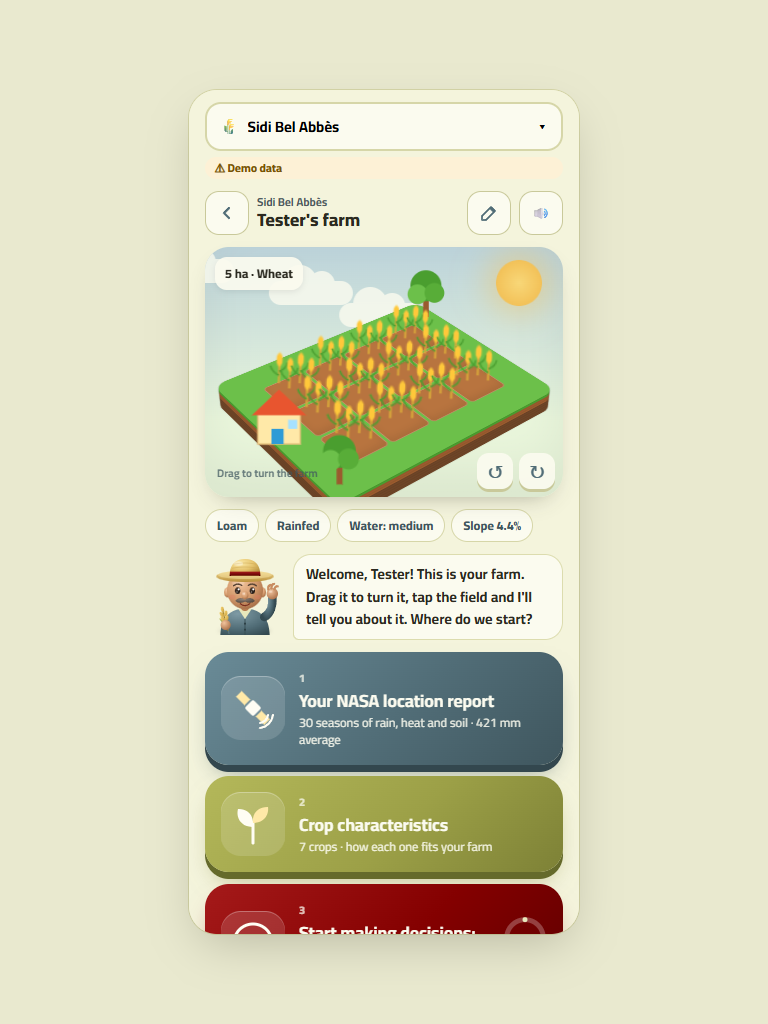 Sidi Bel Abbès
⚠ Demo data
Sidi Bel Abbès
Tester's farm
5 ha · Wheat
Drag to turn the farm
Loam
Rainfed
Water: medium
Slope 4.4%
Welcome, Tester! This is your farm.
Drag it to turn it, tap the field and I'll
tell you about it. Where do we start?
1
Your NASA location report
30 seasons of rain, heat and soil · 421 mm
average
2
Crop characteristics
7 crops · how each one fits your farm
3
Start making decisions: